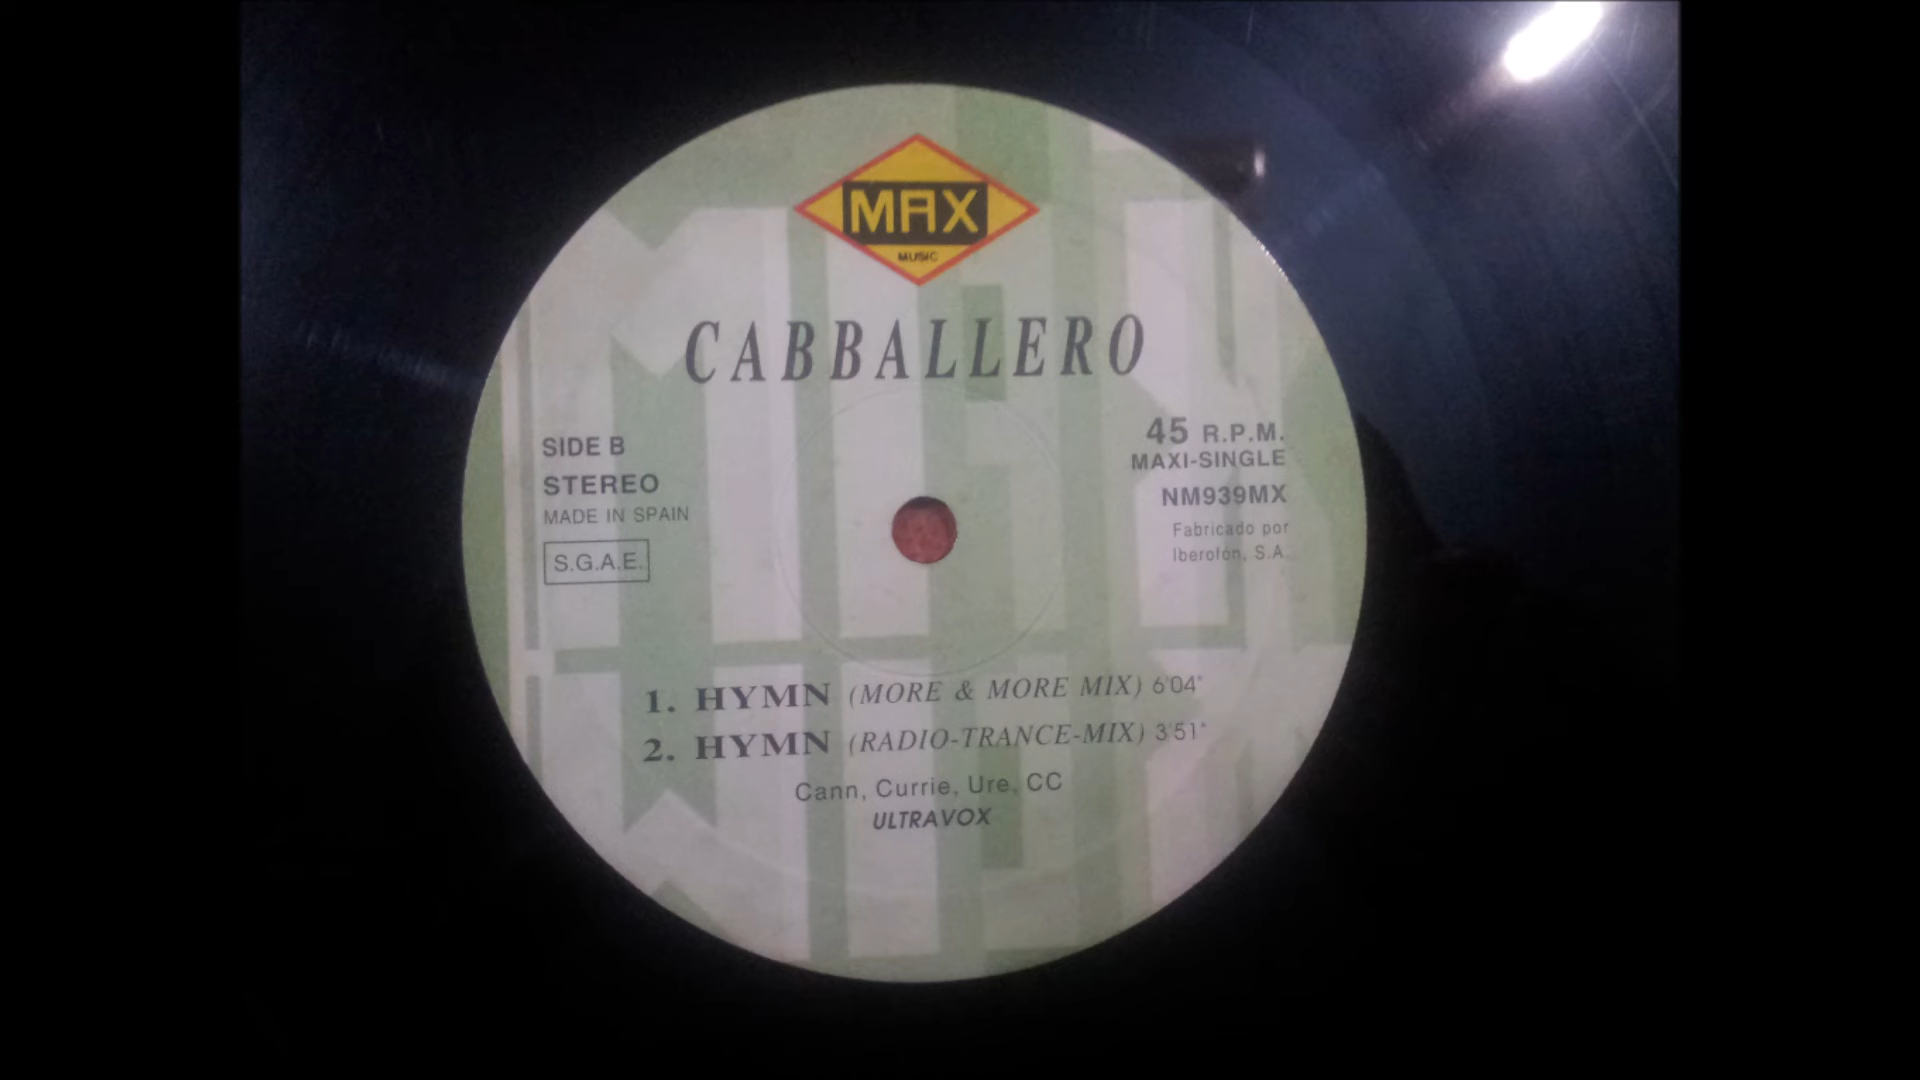 MAX
MUSIC
CABBALLERO
SIDE B
STEREO
MADE IN SPAIN
S.G.A.E.
45 R.P.M.
MAXI-SINGLE
NM939MX
Fabricado por
Iberofón, S.A.
1. HYMN (MORE & MORE MIX) 6'04"
2. HYMN (RADIO-TRANCE-MIX) 3'51"
Cann, Currie, Ure, CC
ULTRAVOX